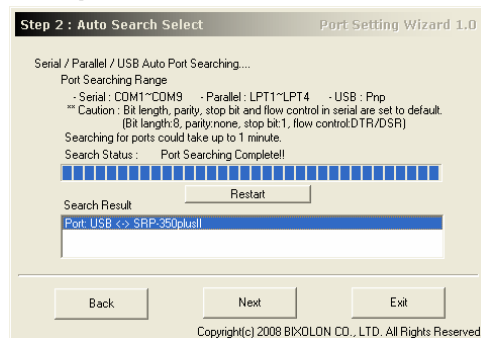 Step 2 : Auto Search Select Port Setting Wizard 1.0
Serial / Parallel / USB Auto Port Searching....
Port Searching Range
- Serial : COM1~COM9 - Parallel : LPT1~LPT4 - USB : Pnp
** Caution : Bit length, parity, stop bit and flow control in serial are set to default.
(Bit langth:8, parity:none, stop bit:1, flow control:DTR/DSR)
Searching for ports could take up to 1 minute.
Search Status : Port Searching Complete!!
Restart
Search Result
Port: USB <-> SRP-350plusII
Back Next Exit
Copyright(c) 2008 BIXOLON CO., LTD. All Rights Reserved